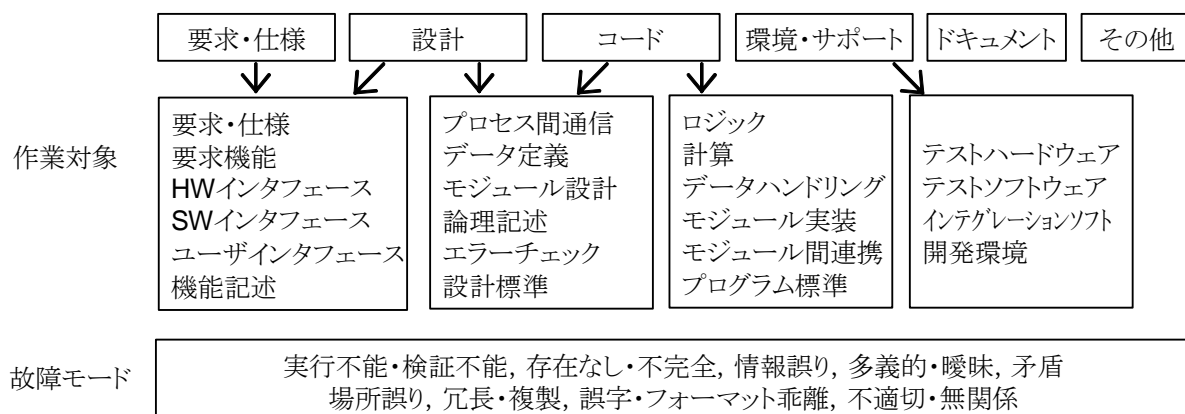 要求・仕様
設計
コード
環境・サポート
ドキュメント
その他
作業対象
要求・仕様
要求機能
HWインタフェース
SWインタフェース
ユーザインタフェース
機能記述
プロセス間通信
データ定義
モジュール設計
論理記述
エラーチェック
設計標準
ロジック
計算
データハンドリング
モジュール実装
モジュール間連携
プログラム標準
テストハードウェア
テストソフトウェア
インテグレーションソフト
開発環境
故障モード
実行不能・検証不能, 存在なし・不完全, 情報誤り, 多義的・曖昧, 矛盾
場所誤り, 冗長・複製, 誤字・フォーマット乖離, 不適切・無関係